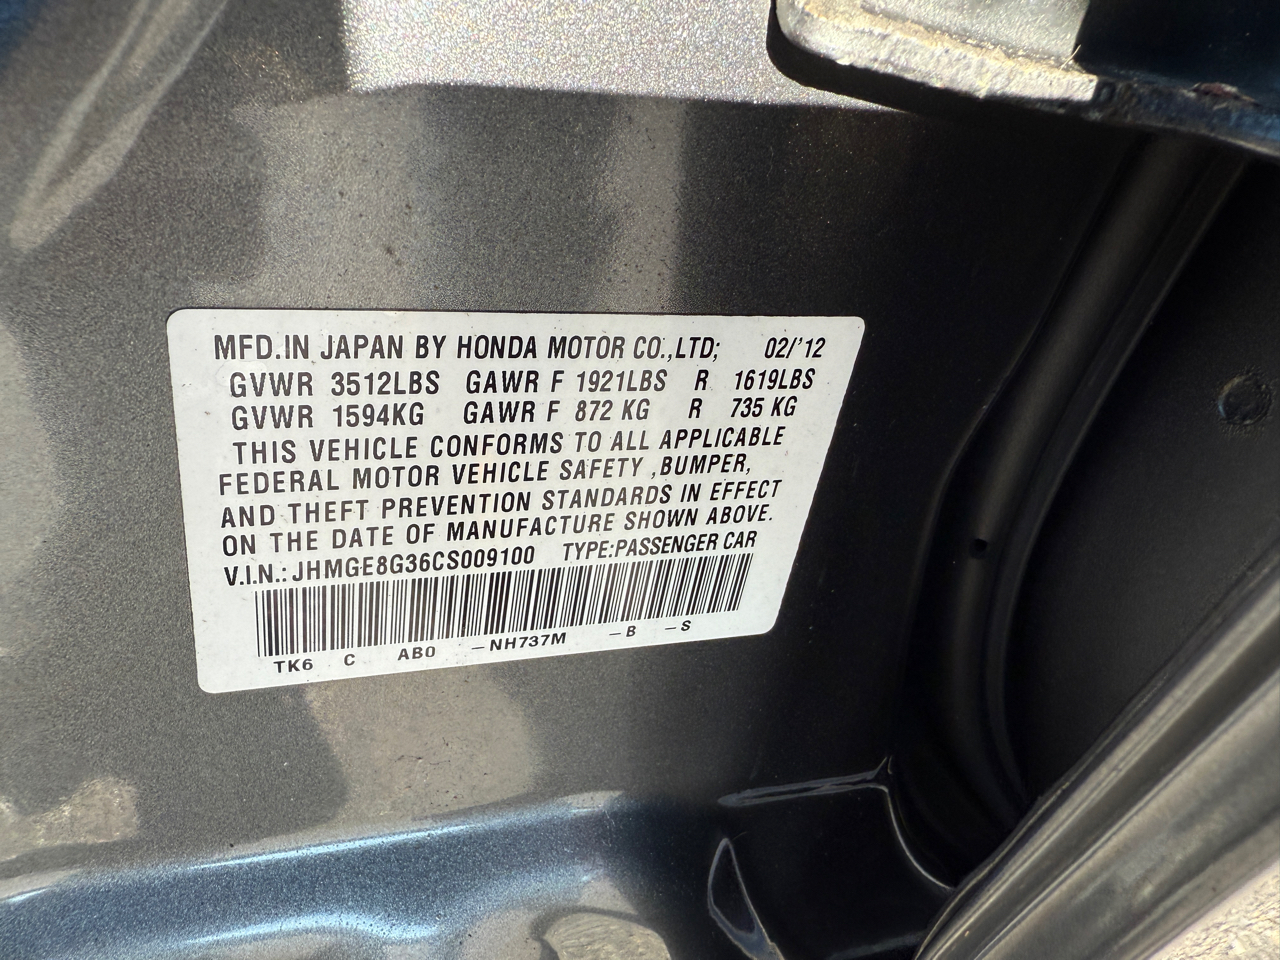 MFD.IN JAPAN BY HONDA MOTOR CO.,LTD; 02/'12
GVWR 3512LBS GAWR F 1921LBS R 1619LBS
GVWR 1594KG GAWR F 872 KG R 735 KG
THIS VEHICLE CONFORMS TO ALL APPLICABLE
FEDERAL MOTOR VEHICLE SAFETY ,BUMPER,
AND THEFT PREVENTION STANDARDS IN EFFECT
ON THE DATE OF MANUFACTURE SHOWN ABOVE.
V.I.N.: JHMGE8G36CS009100 TYPE:PASSENGER CAR
TK6 C AB0 –NH737M –B –S